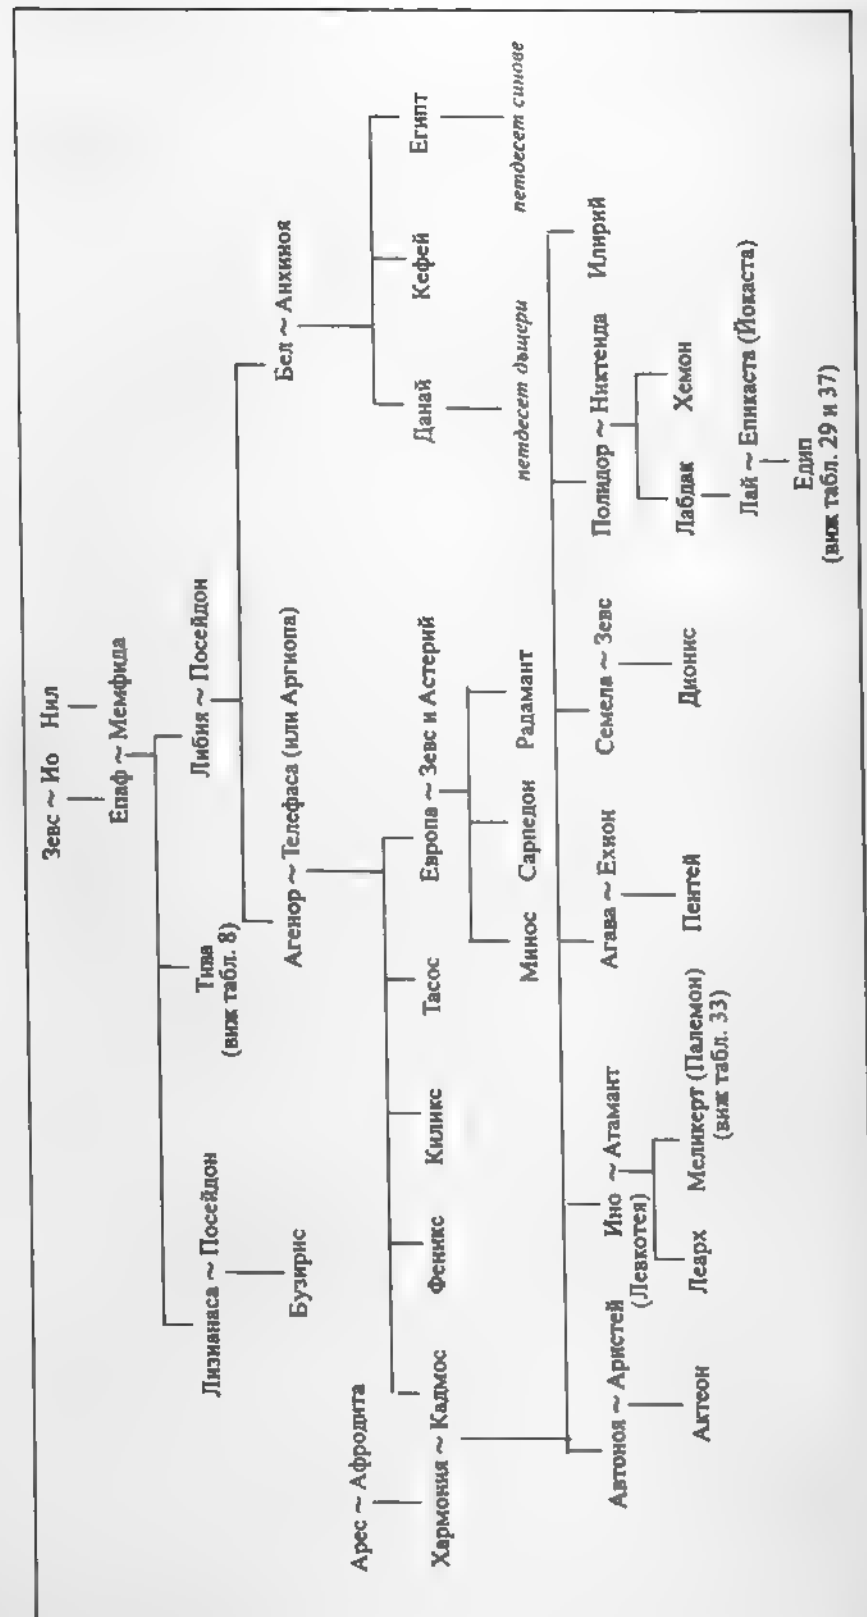 Зевс ~ Ио Нил
Епаф ~ Мемфида
Лизианаса ~ Посейдон Тива Либия ~ Посейдон
(виж табл. 8)
Бузирис Агенор ~ Телефаса (или Аргиопа) Бел ~ Анхиноя
Арес ~ Афродита
Хармония ~ Кадмос Феникс Киликс Тасос Европа ~ Зевс и Астерий Данай Кефей Египт
Минос Сарпедон Радамант петдесет дъщери петдесет синове
Автоноя ~ Аристей Ино ~ Атамант Агава ~ Ехион Семела ~ Зевс Полидор ~ Никтеида Илирий
(Левкотея)
Актеон Леарх Меликерт (Палемон) Пентей Дионис Лабдак Хемон
(виж табл. 33)
Лай ~ Епикаста (Йокаста)
Едип
(виж табл. 29 и 37)